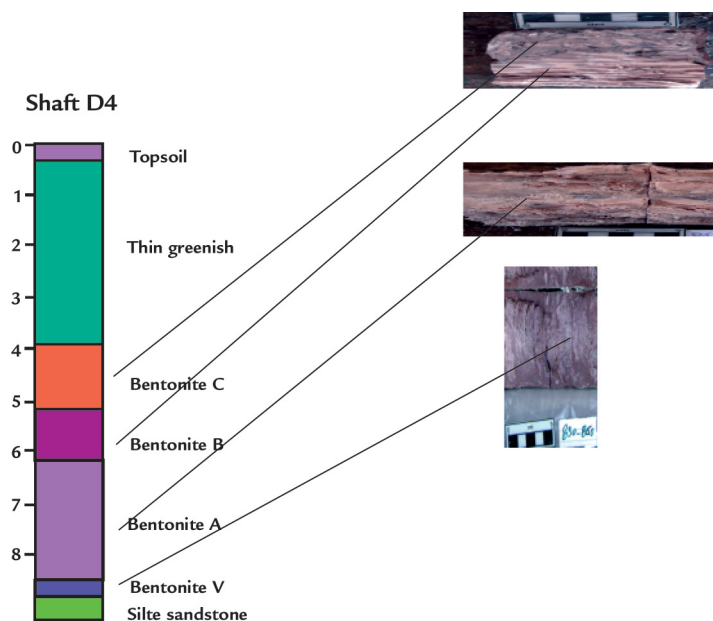 Shaft D4
0
Topsoil
1
2
Thin greenish
3
4
Bentonite C
5
Bentonite B
6
7
Bentonite A
8
Bentonite V
Silte sandstone